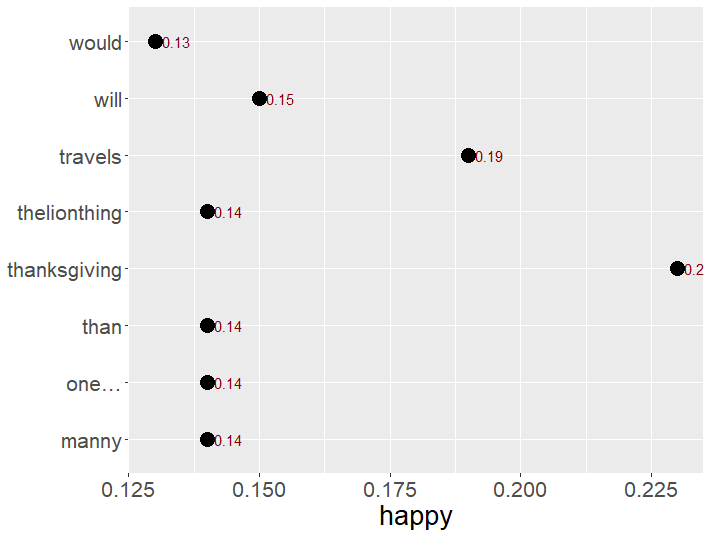 would 0.13
will 0.15
travels 0.19
thelionthing 0.14
thanksgiving 0.2
than 0.14
one… 0.14
manny 0.14
0.125 0.150 0.175 0.200 0.225
happy